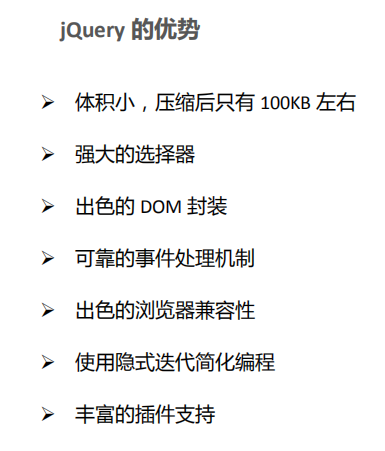 jQuery 的优势
➢ 体积小，压缩后只有 100KB 左右
➢ 强大的选择器
➢ 出色的 DOM 封装
➢ 可靠的事件处理机制
➢ 出色的浏览器兼容性
➢ 使用隐式迭代简化编程
➢ 丰富的插件支持